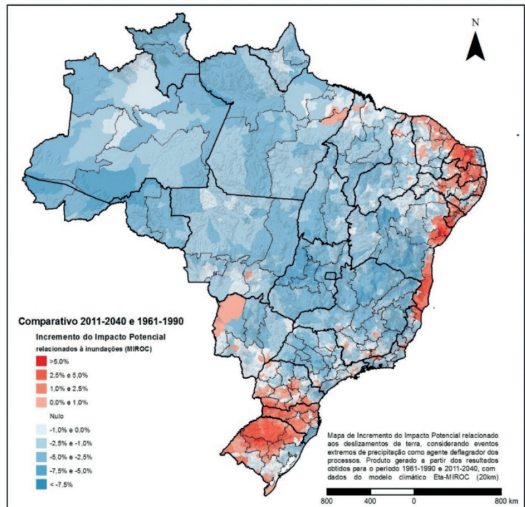 N
Comparativo 2011-2040 e 1961-1990
Incremento do Impacto Potencial
relacionados à inundações (MIROC)
>5,0%
2,5% e 5,0%
1,0% e 2,5%
0,0% e 1,0%
Nulo
-1,0% e 0,0%
-2,5% e -1,0%
-5,0% e -2,5%
-7,5% e -5,0%
< -7,5%
Mapa de Incremento do Impacto Potencial relacionado
aos deslizamentos de terra, considerando eventos
extremos de precipitação como agente deflagrador dos
processos. Produto gerado a partir dos resultados
obtidos para o período 1961-1990 e 2011-2040, com
dados do modelo climático Eta-MIROC (20km)
800 400 0 800 km